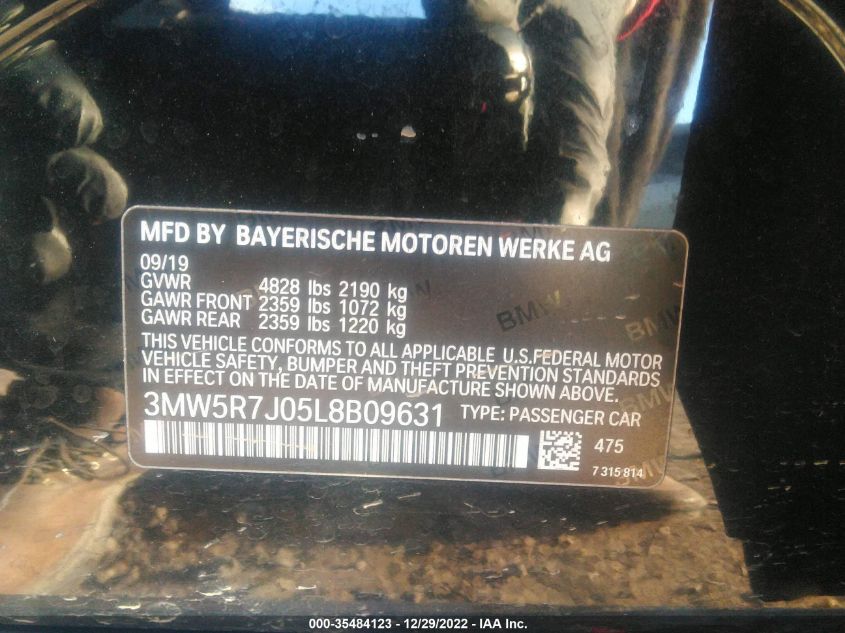 MFD BY BAYERISCHE MOTOREN WERKE AG
09/19
GVWR 4828 lbs 2190 kg
GAWR FRONT 2359 lbs 1072 kg
GAWR REAR 2359 lbs 1220 kg
THIS VEHICLE CONFORMS TO ALL APPLICABLE U.S.FEDERAL MOTOR
VEHICLE SAFETY, BUMPER AND THEFT PREVENTION STANDARDS
IN EFFECT ON THE DATE OF MANUFACTURE SHOWN ABOVE.
3MW5R7J05L8B09631 TYPE: PASSENGER CAR
475
7 315 814
BMW
BMW
000-35484123 - 12/29/2022 - IAA Inc.